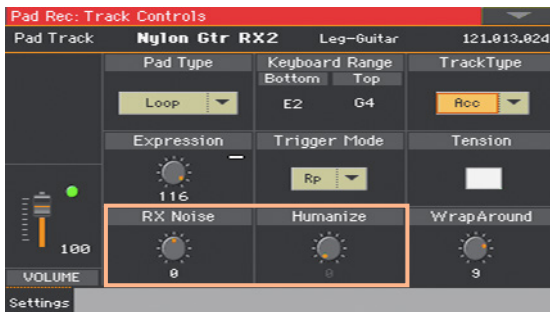 Pad Rec: Track Controls
Pad Track Nylon Gtr RX2 Leg-Guitar 121.013.024
Pad Type Keyboard Range TrackType
Bottom Top
Loop E2 G4 Acc
Expression Trigger Mode Tension
Rp
116
RX Noise Humanize WrapAround
100
0 0 9
VOLUME
Settings